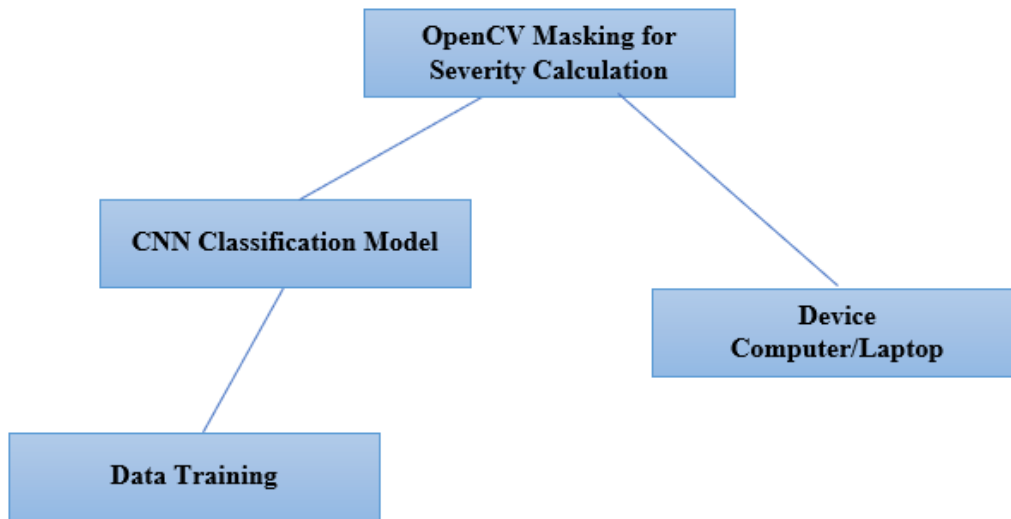 OpenCV Masking for
Severity Calculation
CNN Classification Model
Device
Computer/Laptop
Data Training